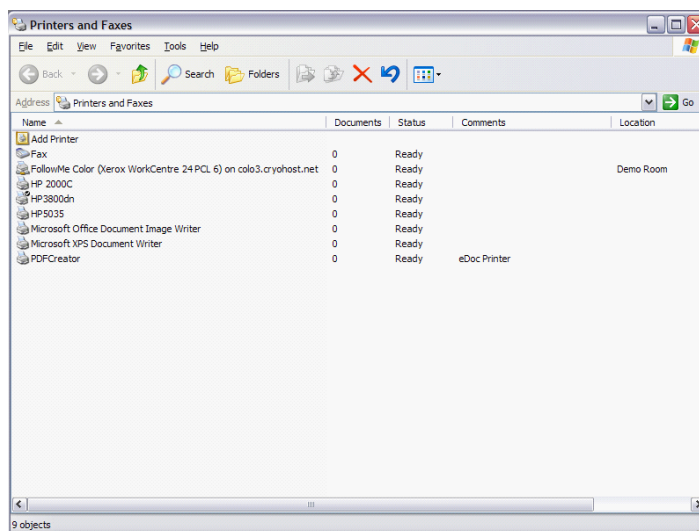 Printers and Faxes
File Edit View Favorites Tools Help
Back Search Folders
Address Printers and Faxes Go
Name Documents Status Comments Location
Add Printer
Fax 0 Ready
FollowMe Color (Xerox WorkCentre 24 PCL 6) on colo3.cryohost.net 0 Ready Demo Room
HP 2000C 0 Ready
HP3800dn 0 Ready
HP5035 0 Ready
Microsoft Office Document Image Writer 0 Ready
Microsoft XPS Document Writer 0 Ready
PDFCreator 0 Ready eDoc Printer
9 objects